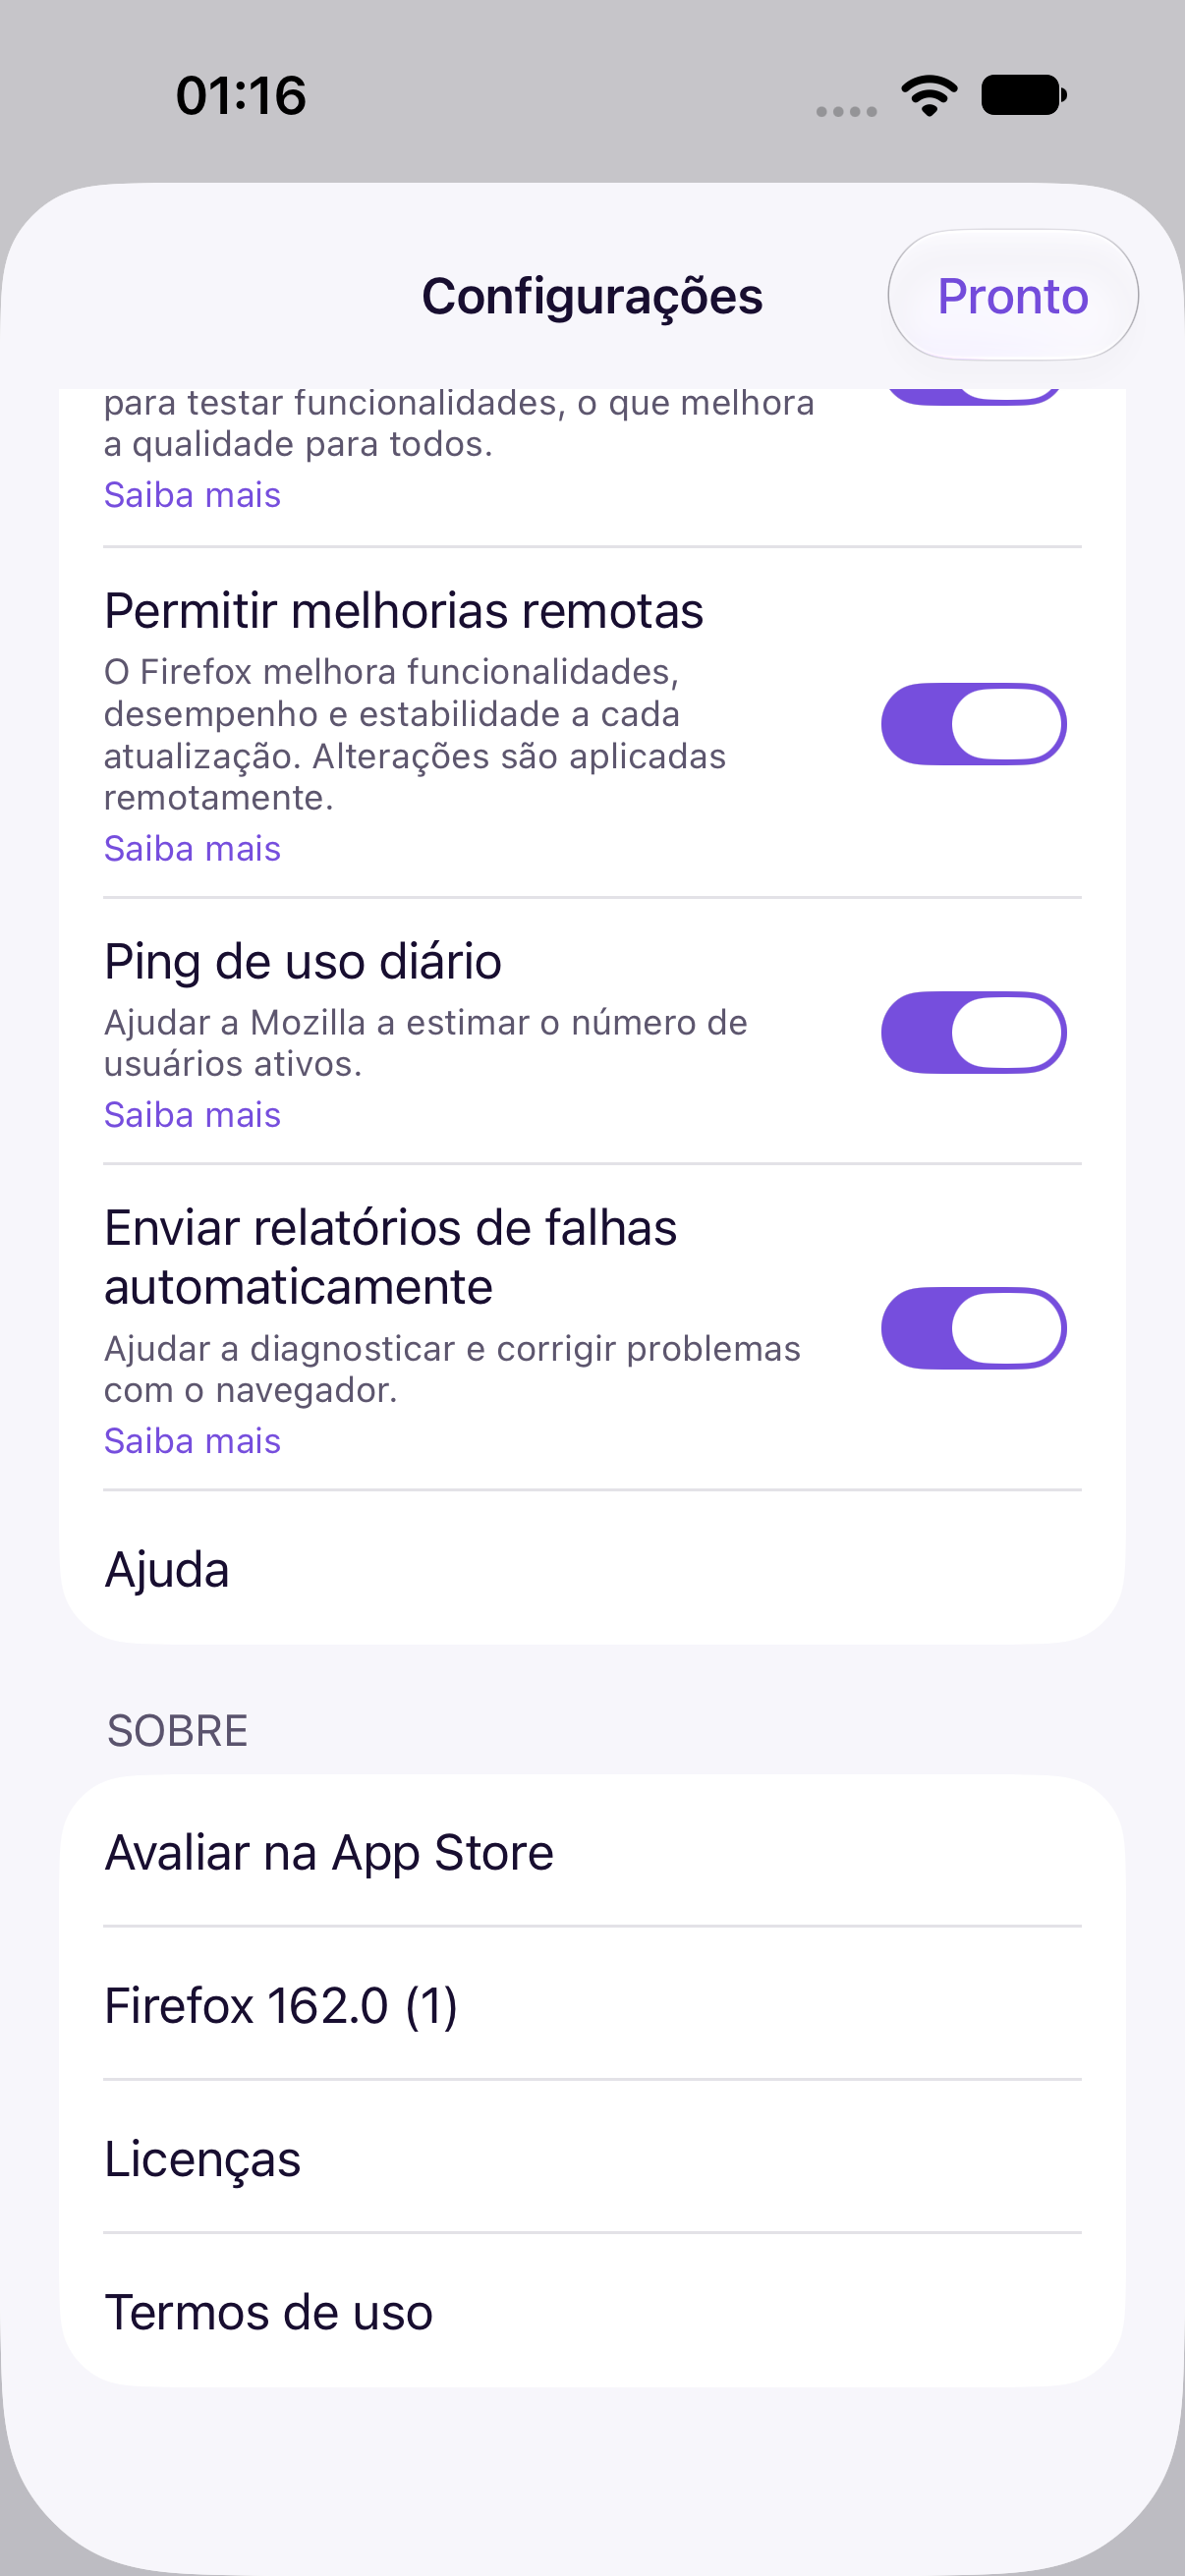 01:16
Configurações
Pronto
para testar funcionalidades, o que melhora
a qualidade para todos.
Saiba mais
Permitir melhorias remotas
O Firefox melhora funcionalidades,
desempenho e estabilidade a cada
atualização. Alterações são aplicadas
remotamente.
Saiba mais
Ping de uso diário
Ajudar a Mozilla a estimar o número de
usuários ativos.
Saiba mais
Enviar relatórios de falhas
automaticamente
Ajudar a diagnosticar e corrigir problemas
com o navegador.
Saiba mais
Ajuda
SOBRE
Avaliar na App Store
Firefox 162.0 (1)
Licenças
Termos de uso